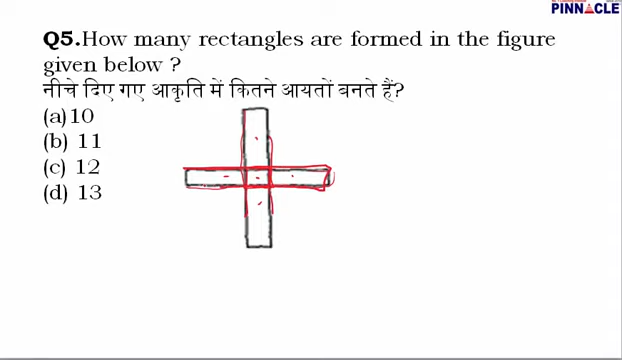 PINNACLE
Q5.How many rectangles are formed in the figure
given below ?
नीचे दिए गए आकृति में कितने आयतों बनते हैं?
(a)10
(b) 11
(c) 12
(d) 13